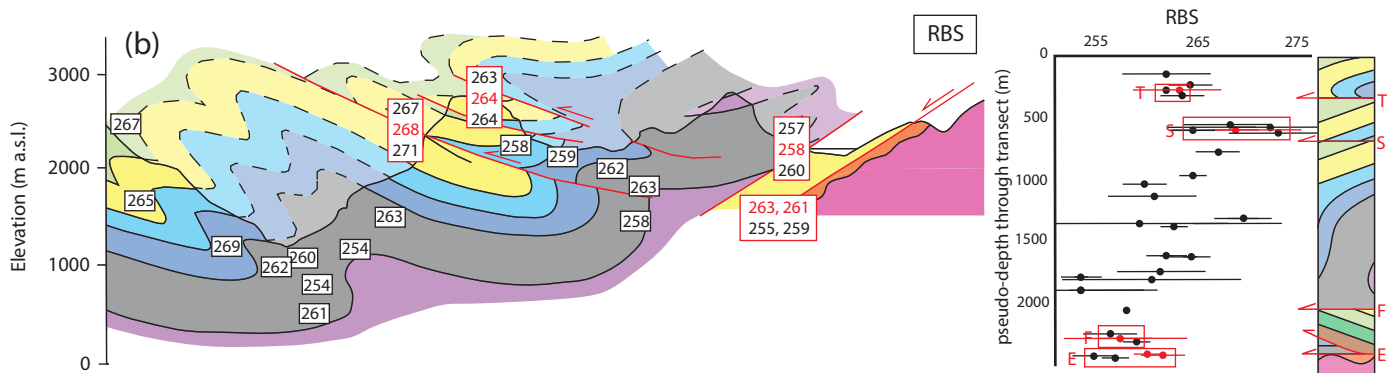 (b)
RBS
Elevation (m a.s.l.)
3000
2000
1000
0
267
265
269
262
260
254
261
254
263
267
268
271
263
264
264
258
259
262
263
258
257
258
260
263, 261
255, 259
RBS
255
265
275
pseudo-depth through transect (m)
0
500
1000
1500
2000
T
S
F
E
T
S
F
E